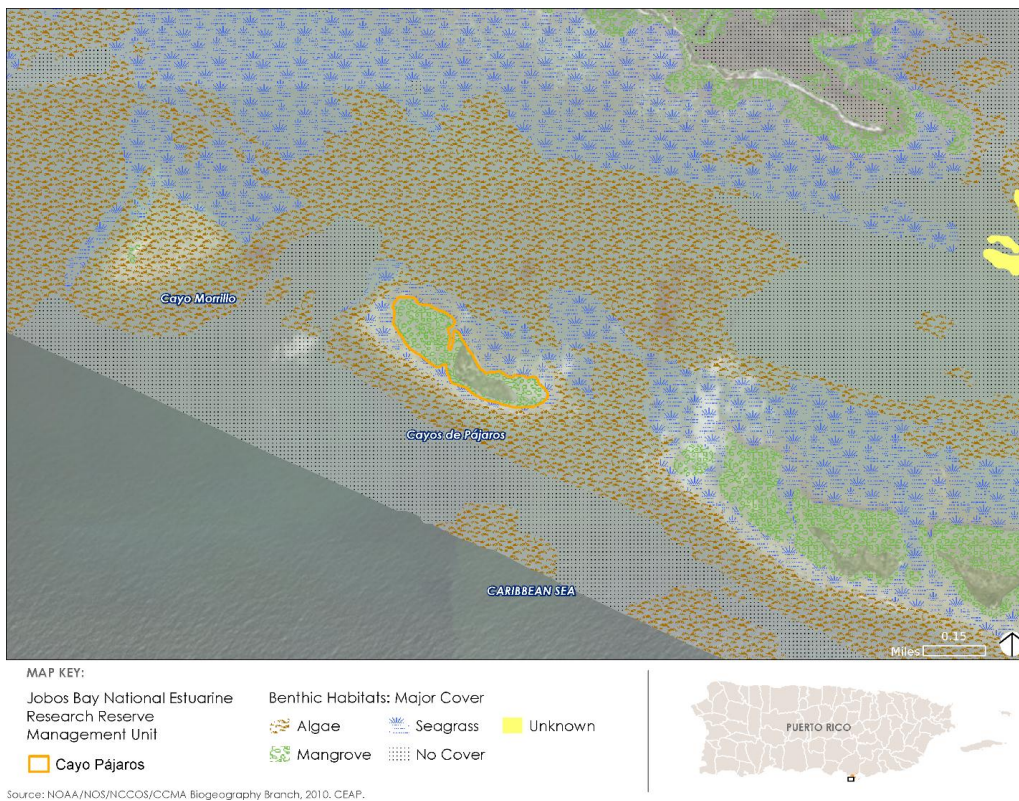 Cayo Morrillo
Cayos de Pájaros
CARIBBEAN SEA
0.15
Miles
MAP KEY:
Jobos Bay National Estuarine
Research Reserve
Management Unit
Cayo Pájaros
Benthic Habitats: Major Cover
Algae
Seagrass
Unknown
Mangrove
No Cover
PUERTO RICO
Source: NOAA/NOS/NCCOS/CCMA Biogeography Branch, 2010. CEAP.